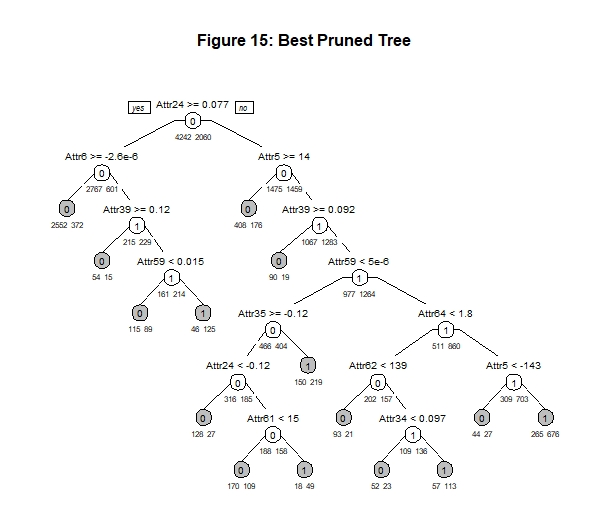 Figure 15: Best Pruned Tree
yes Attr24 >= 0.077 no
0
4242 2060
Attr6 >= -2.6e-6 Attr5 >= 14
0 0
2767 601 1475 1459
0 Attr39 >= 0.12 0 Attr39 >= 0.092
2552 372 1 408 176 1
215 229 1067 1283
0 Attr59 < 0.015 0 Attr59 < 5e-6
54 15 1 90 19 1
161 214 977 1264
0 1 Attr35 >= -0.12 Attr64 < 1.8
115 89 46 125 0 1
466 404 511 860
Attr24 < -0.12 1 Attr62 < 139 Attr5 < -143
0 150 219 0 1
316 185 202 157 309 703
0 Attr61 < 15 0 Attr34 < 0.097 0 1
128 27 0 93 21 1 44 27 265 676
188 158 109 136
0 1 0 1
170 109 18 49 52 23 57 113